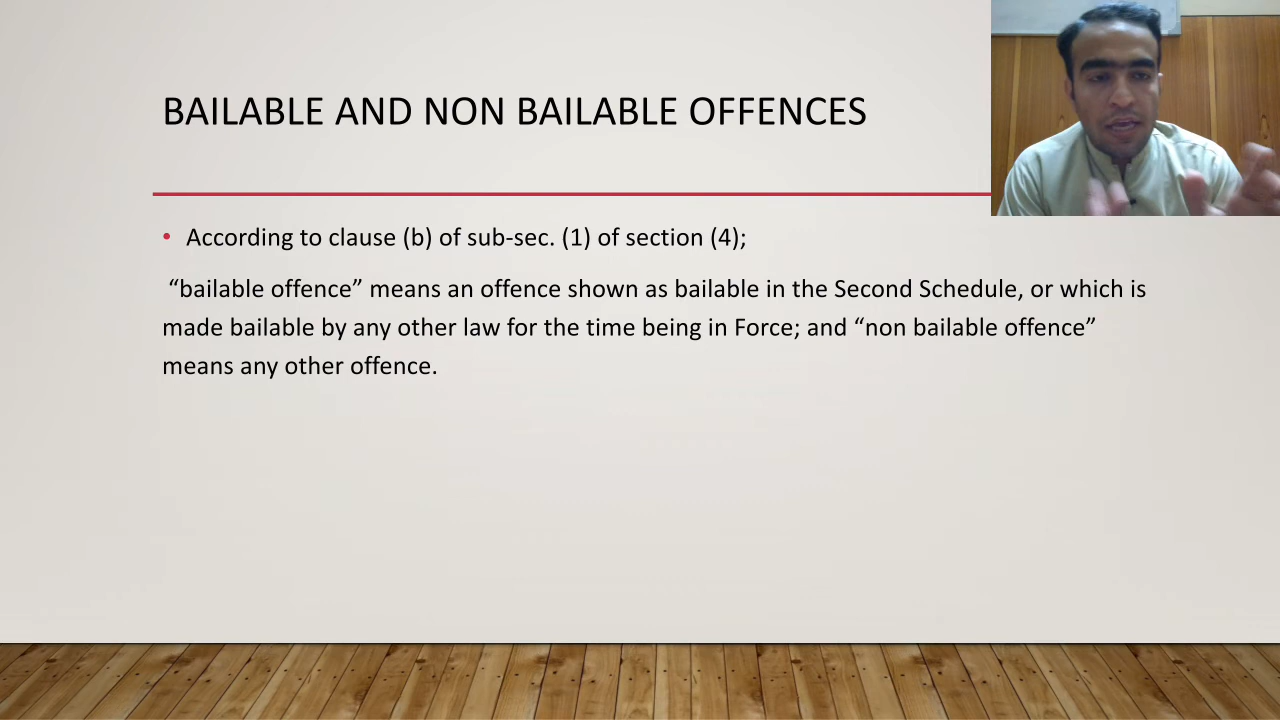 BAILABLE AND NON BAILABLE OFFENCES
• According to clause (b) of sub-sec. (1) of section (4);
“bailable offence” means an offence shown as bailable in the Second Schedule, or which is
made bailable by any other law for the time being in Force; and “non bailable offence”
means any other offence.